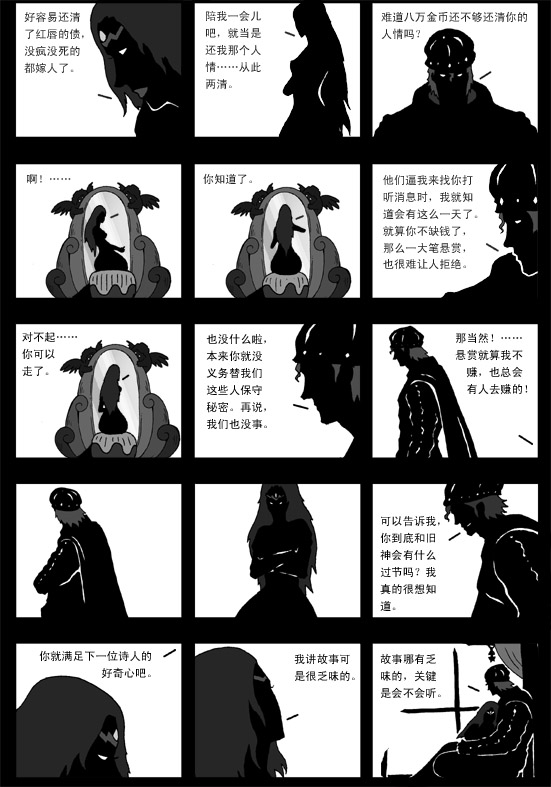 好容易还清
了红唇的债，
没疯没死的
都嫁人了。
陪我一会儿
吧，就当是
还我那个人
情……从此
两清。
难道八万金币还不够还清你的
人情吗？
啊！……
你知道了。
他们逼我来找你打
听消息时，我就知
道会有这么一天了。
就算你不缺钱了，
那么一大笔悬赏，
也很难让人拒绝。
对不起……
你可以
走了。
也没什么啦，
本来你就没
义务替我们
这些人保守
秘密。再说，
我们也没事。
那当然！……
悬赏就算我不
赚，也总会
有人去赚的！
可以告诉我，
你到底和旧
神会有什么
过节吗？我
真的很想知
道。
你就满足下一位诗人的
好奇心吧。
我讲故事可
是很乏味的。
故事哪有乏
味的，关键
是会不会听。